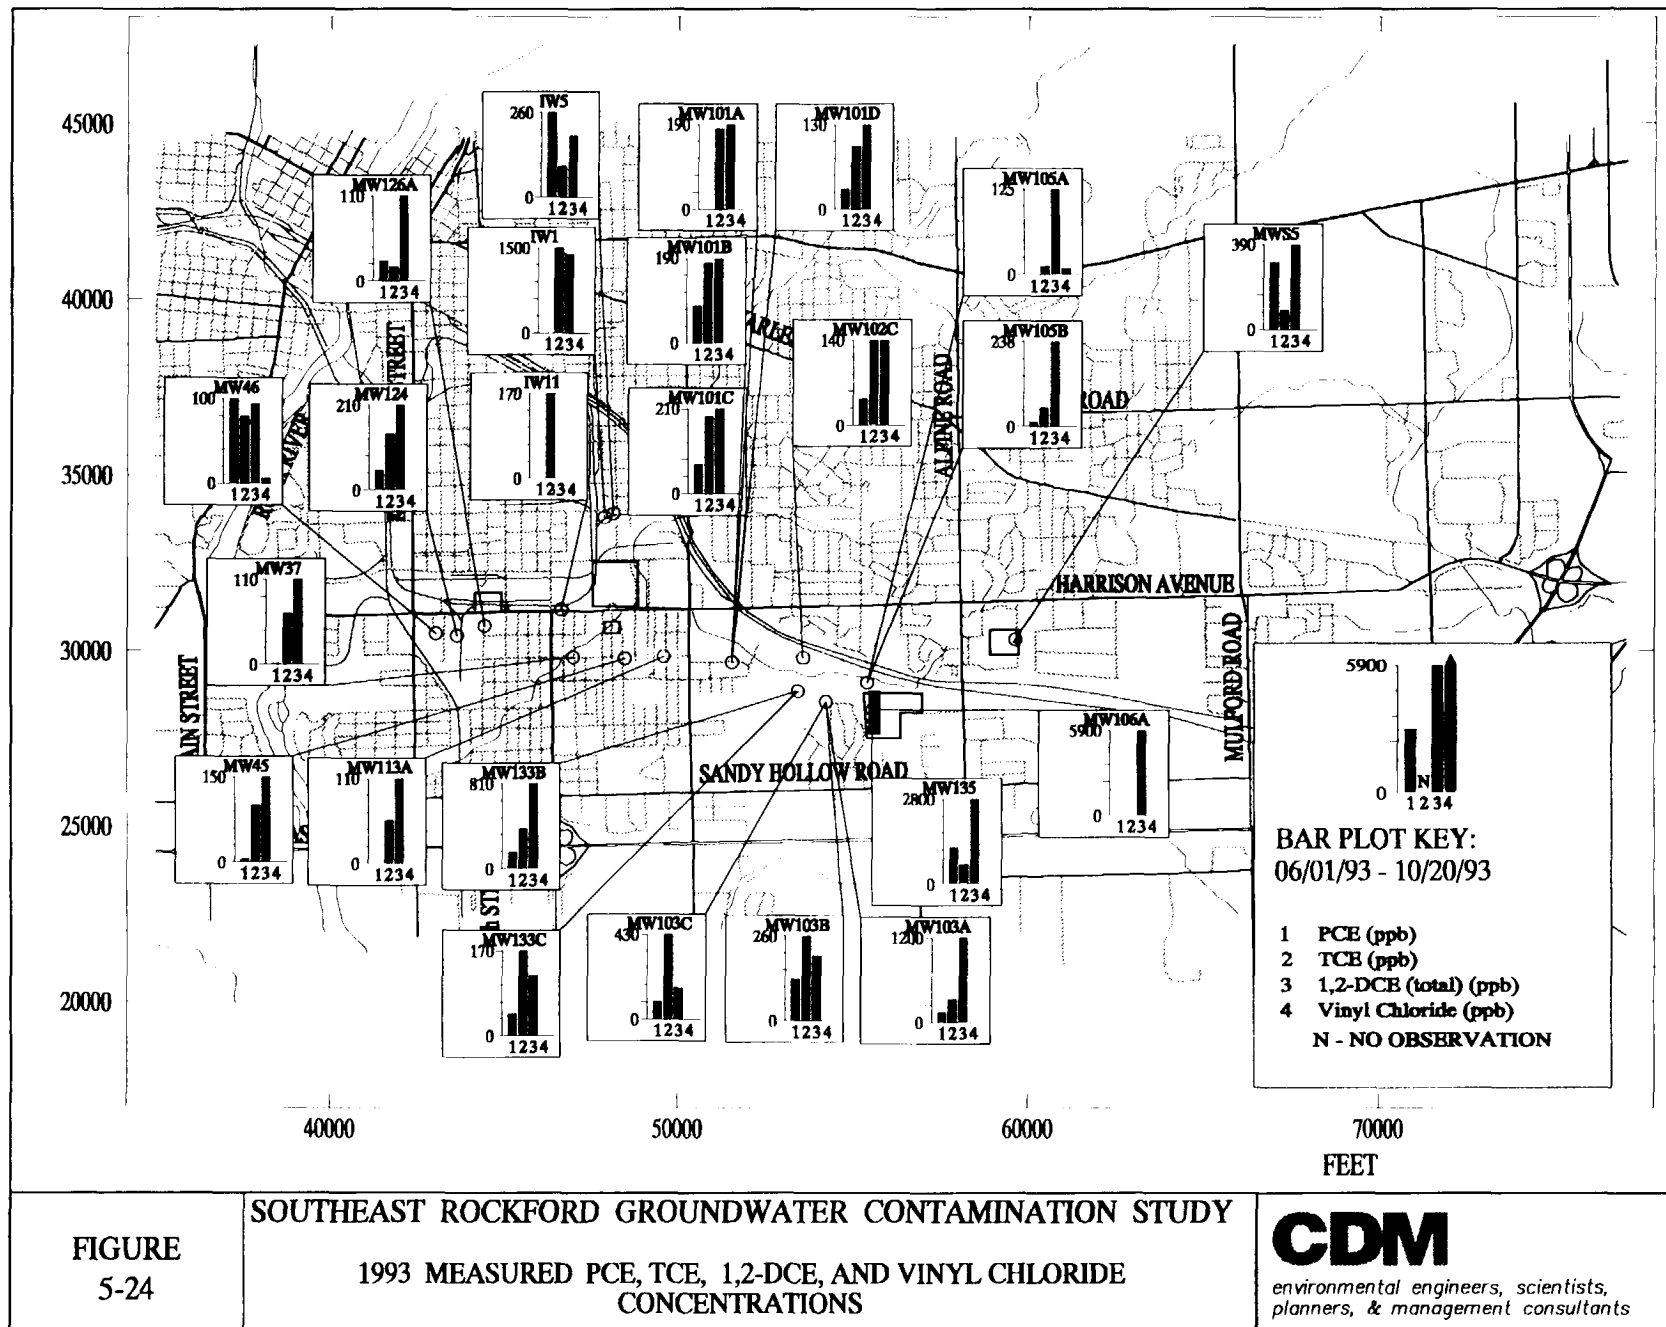 45000
40000
35000
30000
25000
20000
IW5
260
0
1234
MW101A
190
0
1234
MW101D
130
0
1234
MW126A
110
0
1234
MW105A
125
0
1234
IW1
1500
0
1234
MW101B
190
0
1234
MWS5
390
0
1234
MW102C
140
0
1234
MW105B
238
0
1234
MW46
100
0
1234
MW124
210
0
1234
IW11
170
0
1234
MW101C
210
0
1234
STREET
RIVER
ALPINE ROAD
ROAD
HARRISON AVENUE
MULFORD ROAD
MW37
110
0
1234
AIN STREET
SANDY HOLLOW ROAD
MW45
150
0
1234
MW113A
110
0
1234
MW133B
810
0
1234
MW135
2800
0
1234
MW106A
5900
0
1234
MW133C
170
0
1234
MW103C
430
0
1234
MW103B
260
0
1234
MW103A
1200
0
1234
5900
N
0
1234
BAR PLOT KEY:
06/01/93 - 10/20/93
1 PCE (ppb)
2 TCE (ppb)
3 1,2-DCE (total) (ppb)
4 Vinyl Chloride (ppb)
N - NO OBSERVATION
40000
50000
60000
70000
FEET
FIGURE
5-24
SOUTHEAST ROCKFORD GROUNDWATER CONTAMINATION STUDY
1993 MEASURED PCE, TCE, 1,2-DCE, AND VINYL CHLORIDE
CONCENTRATIONS
CDM
environmental engineers, scientists,
planners, & management consultants